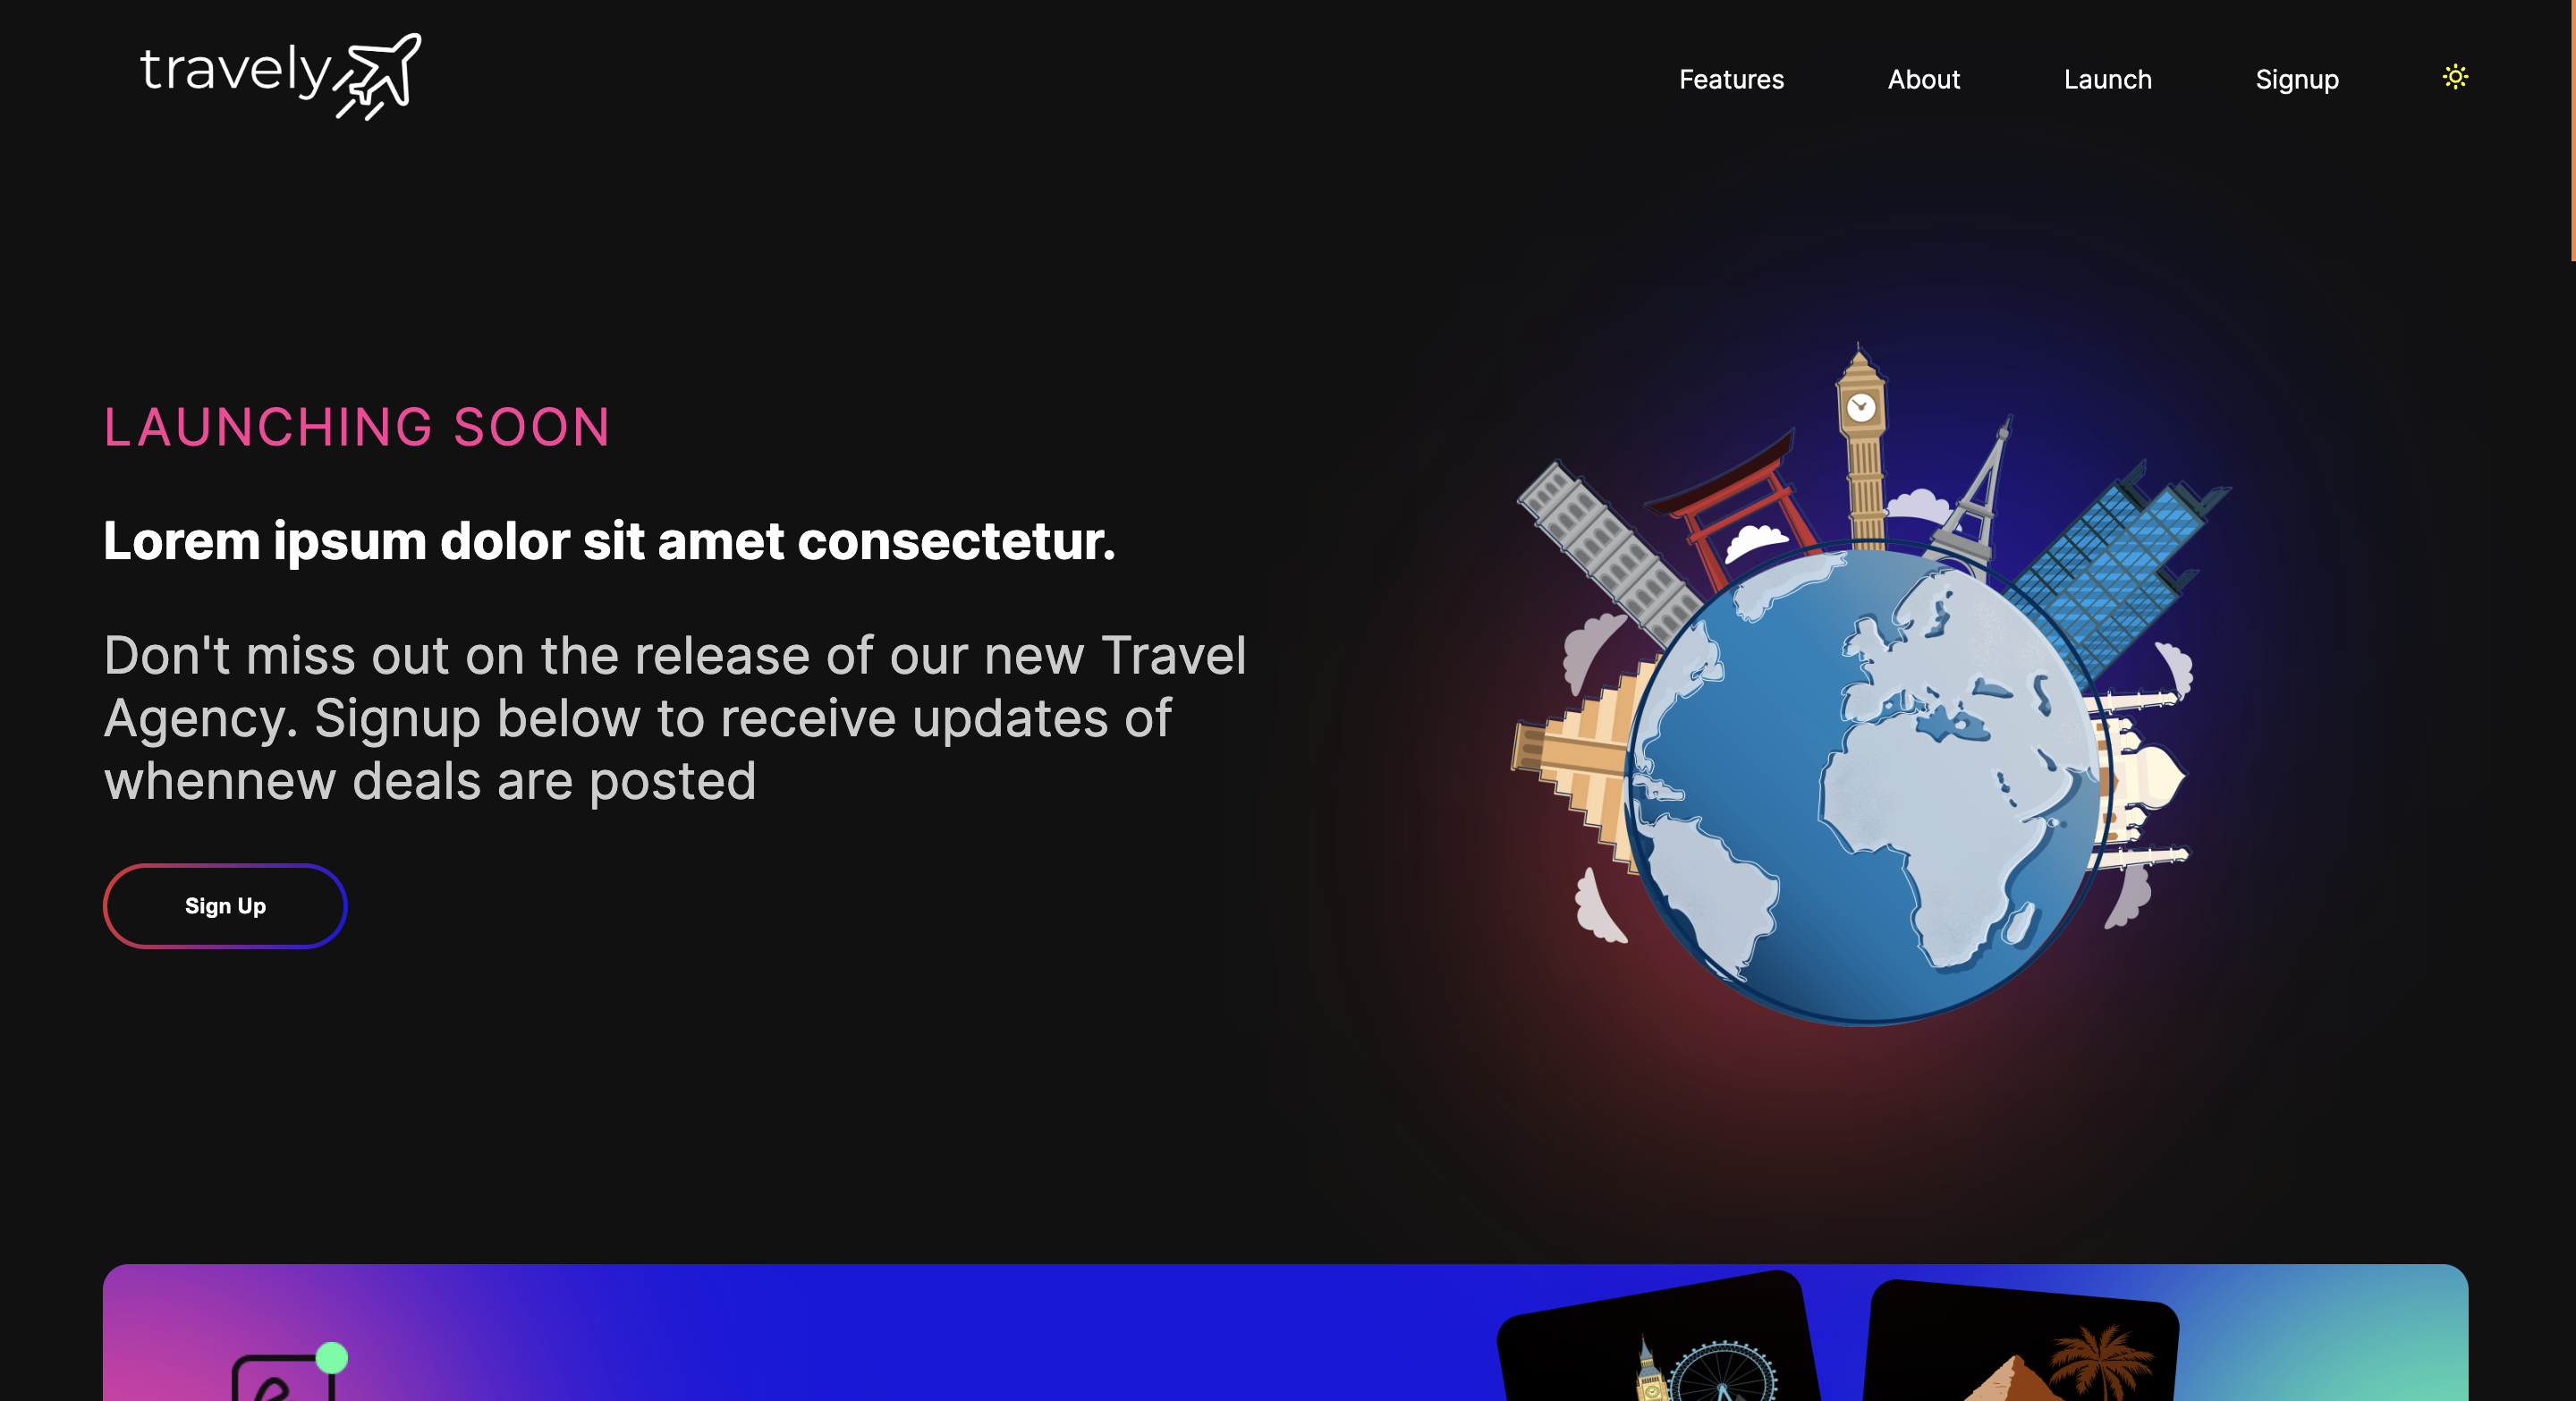 travely
Features
About
Launch
Signup
LAUNCHING SOON
Lorem ipsum dolor sit amet consectetur.
Don't miss out on the release of our new Travel
Agency. Signup below to receive updates of
whennew deals are posted
Sign Up